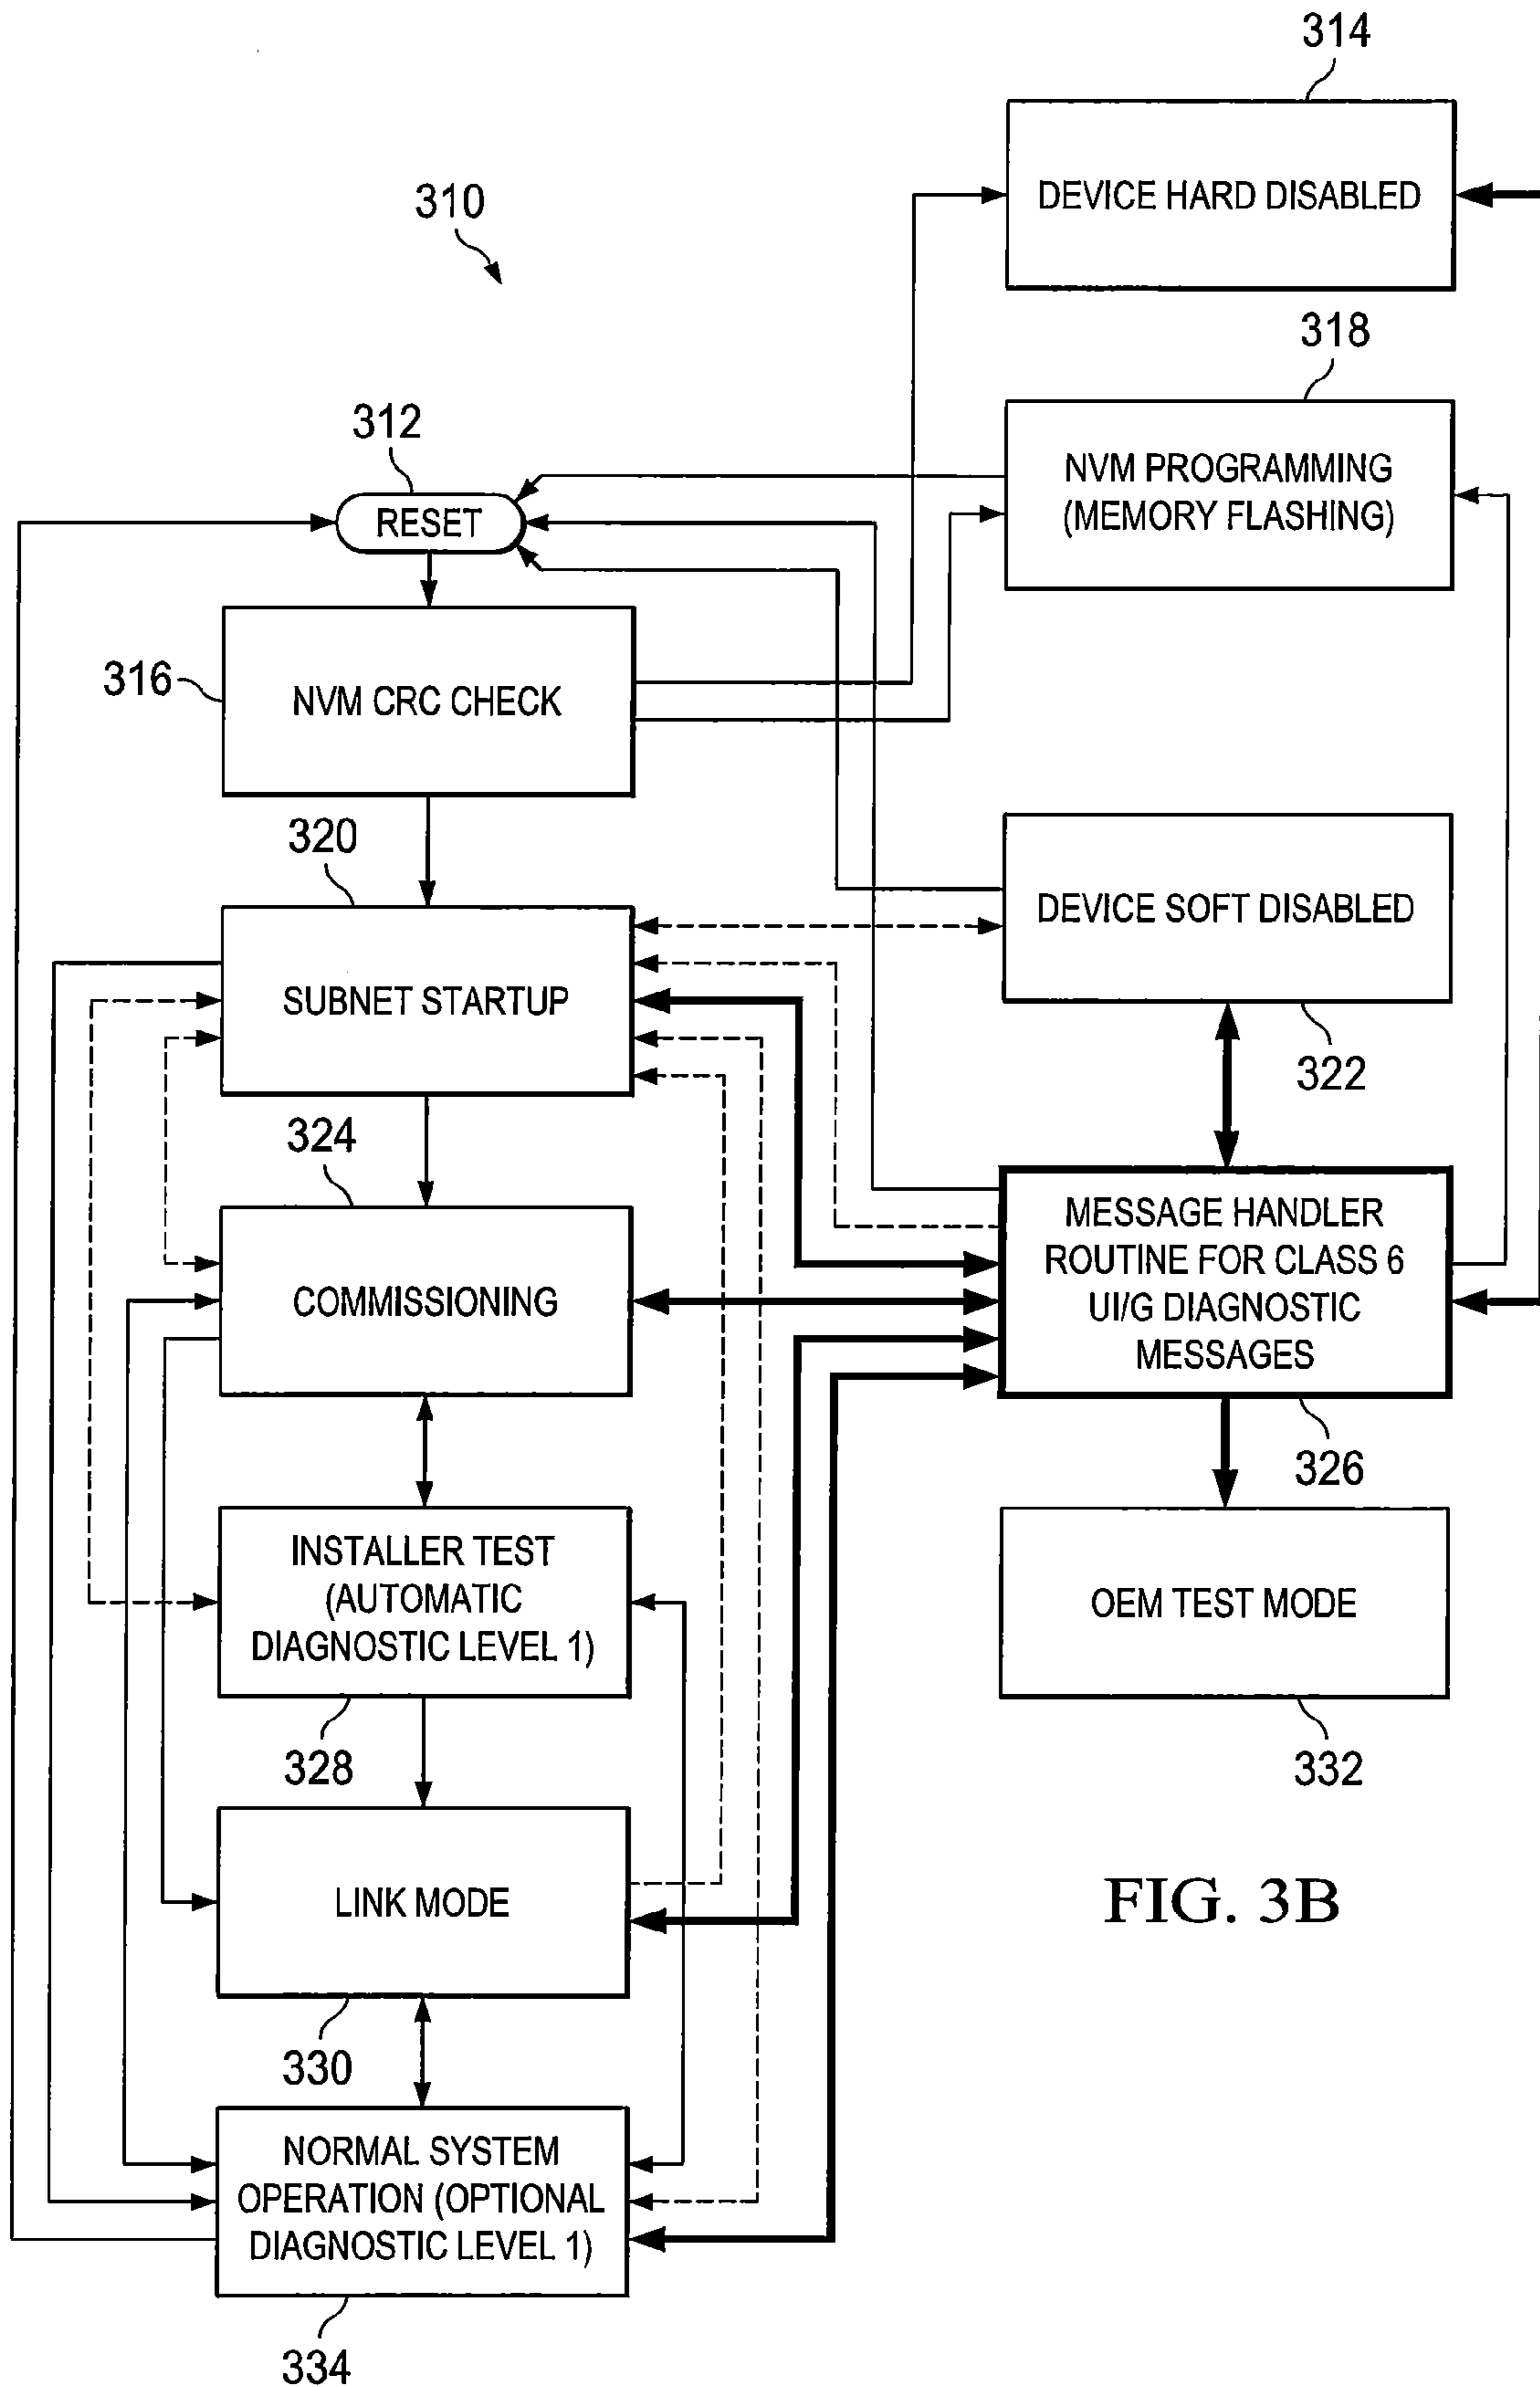 314
310
DEVICE HARD DISABLED
318
312
NVM PROGRAMMING
(MEMORY FLASHING)
RESET
316
NVM CRC CHECK
320
DEVICE SOFT DISABLED
SUBNET STARTUP
322
324
MESSAGE HANDLER
ROUTINE FOR CLASS 6
UI/G DIAGNOSTIC
MESSAGES
COMMISSIONING
326
INSTALLER TEST
(AUTOMATIC
DIAGNOSTIC LEVEL 1)
OEM TEST MODE
328
332
LINK MODE
FIG. 3B
330
NORMAL SYSTEM
OPERATION (OPTIONAL
DIAGNOSTIC LEVEL 1)
334